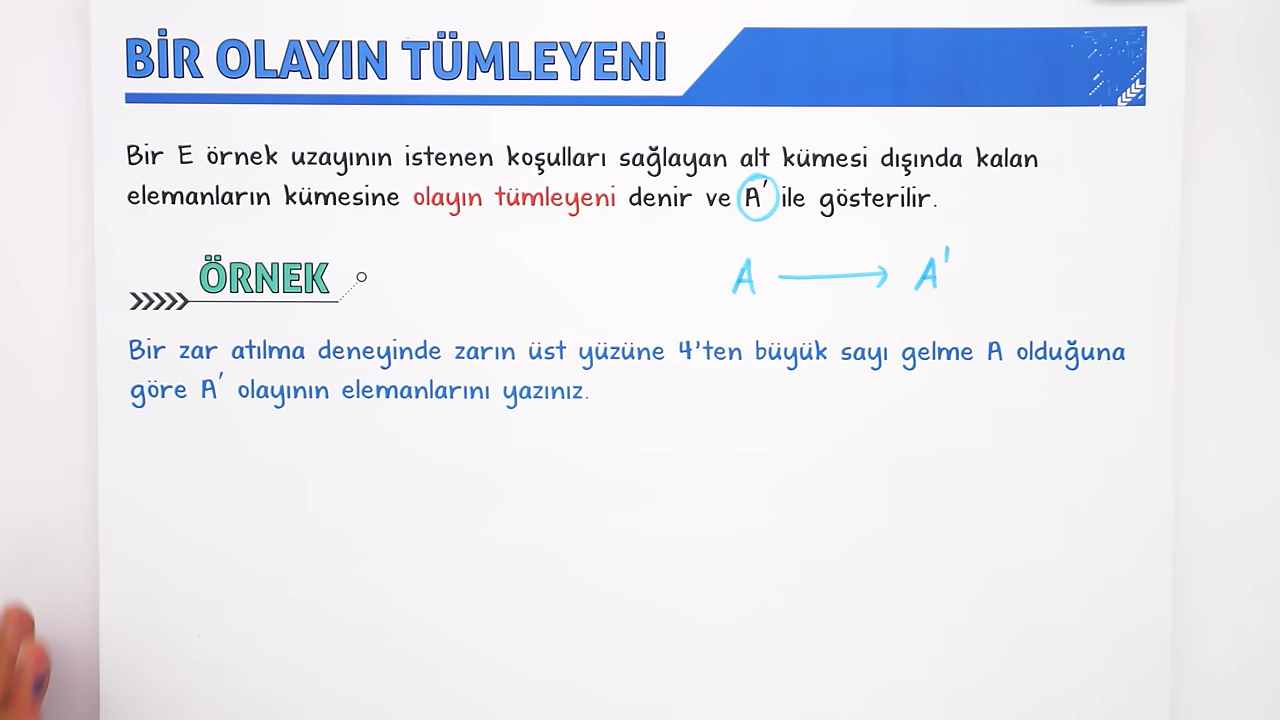 BİR OLAYIN TÜMLEYENİ
Bir E örnek uzayının istenen koşulları sağlayan alt kümesi dışında kalan
elemanların kümesine olayın tümleyeni denir ve A' ile gösterilir.
ÖRNEK
A → A'
Bir zar atılma deneyinde zarın üst yüzüne 4'ten büyük sayı gelme A olduğuna
göre A' olayının elemanlarını yazınız.